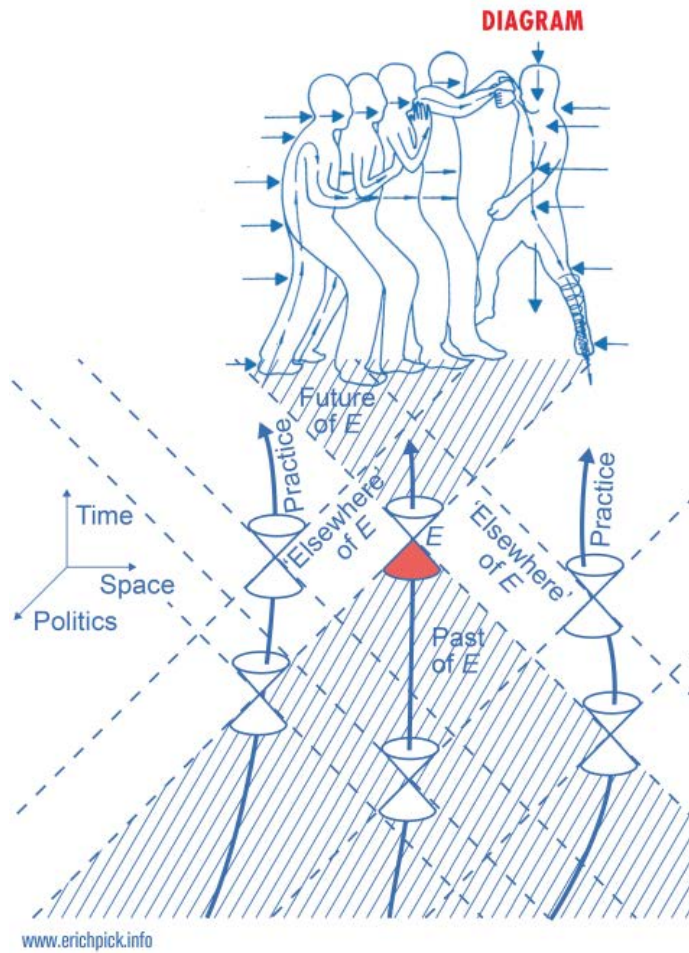 DIAGRAM
Future
of E
Practice
'Elsewhere'
of E
E
'Elsewhere'
of E
Practice
Time
Space
Politics
Past
of E
www.erichpick.info